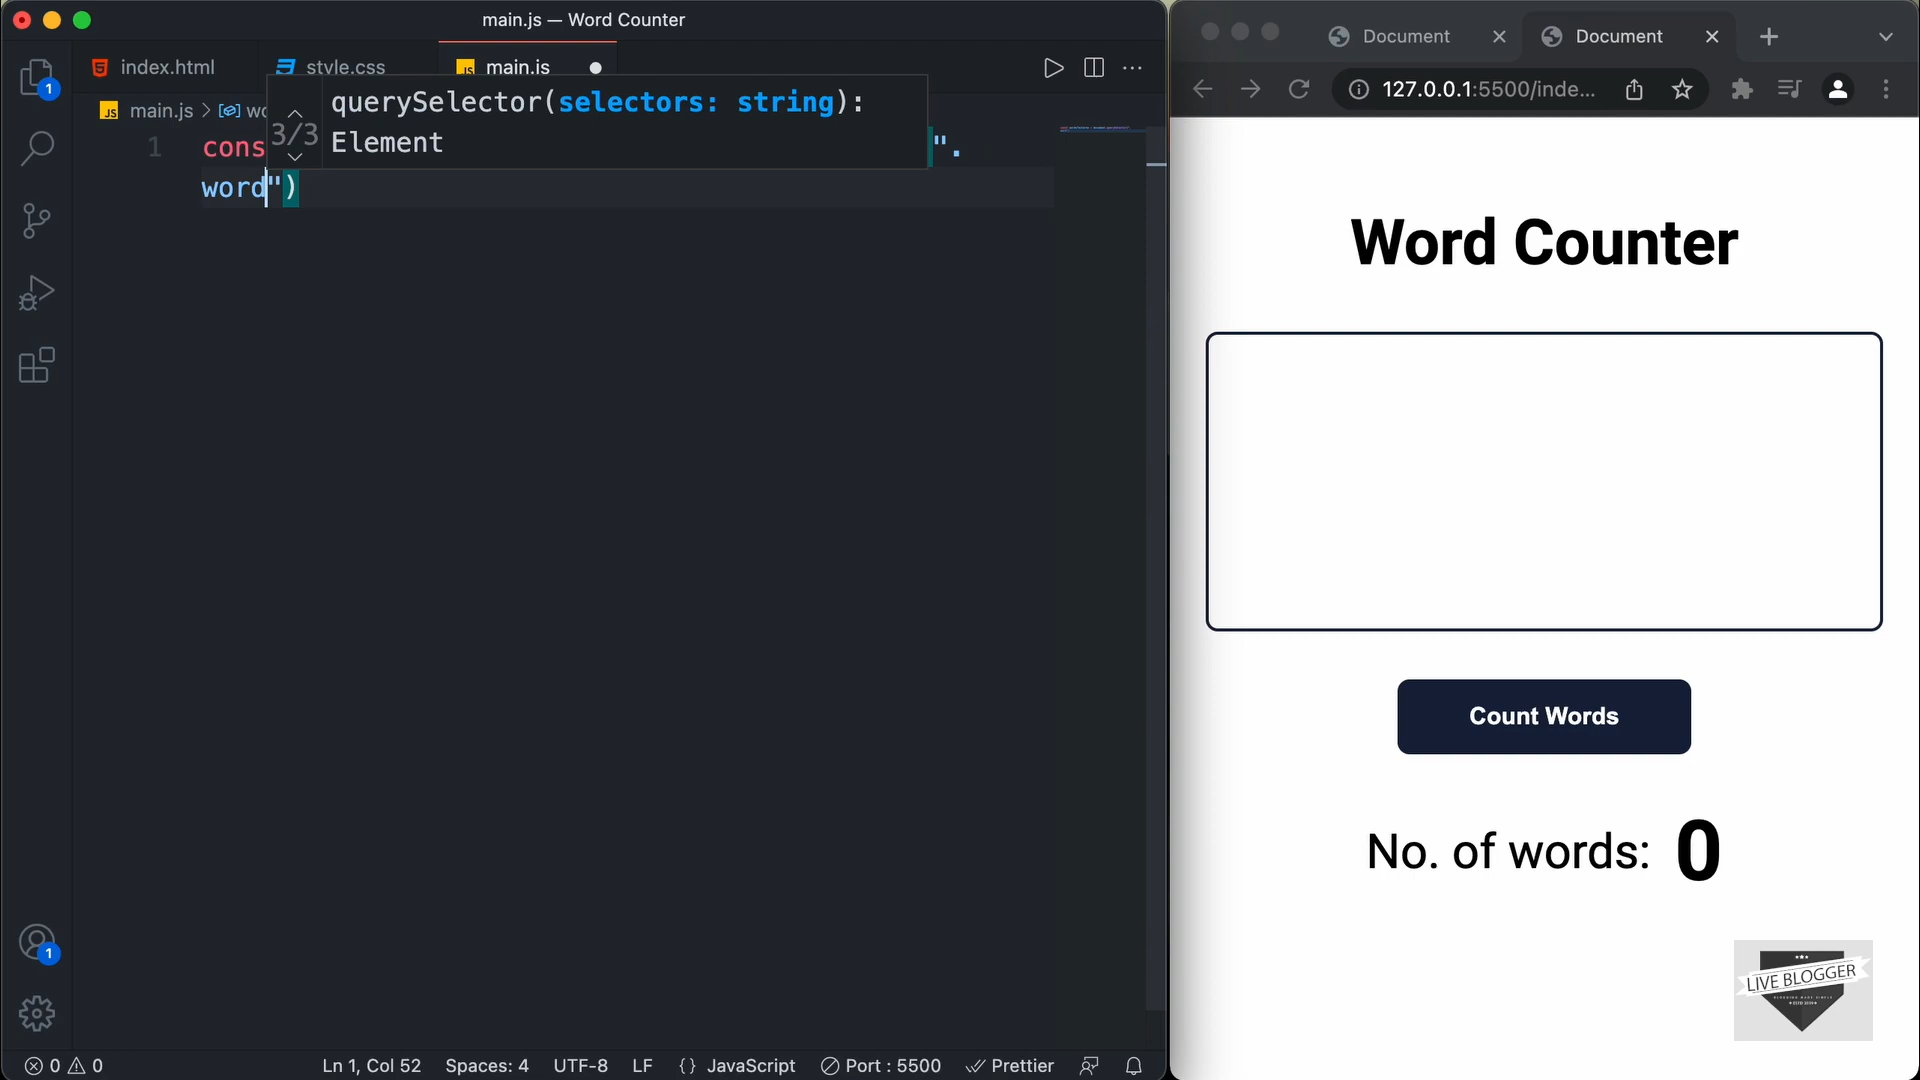 main.js — Word Counter
index.html
style.css
JS main.js
JS main.js > wo
3/3
querySelector(selectors: string):
Element
1 cons ".
word")
1
1
0 0
Ln 1, Col 52 Spaces: 4 UTF-8 LF {} JavaScript Port : 5500 Prettier
Document
Document
127.0.0.1:5500/inde...
Word Counter
Count Words
No. of words: 0
LIVE BLOGGER